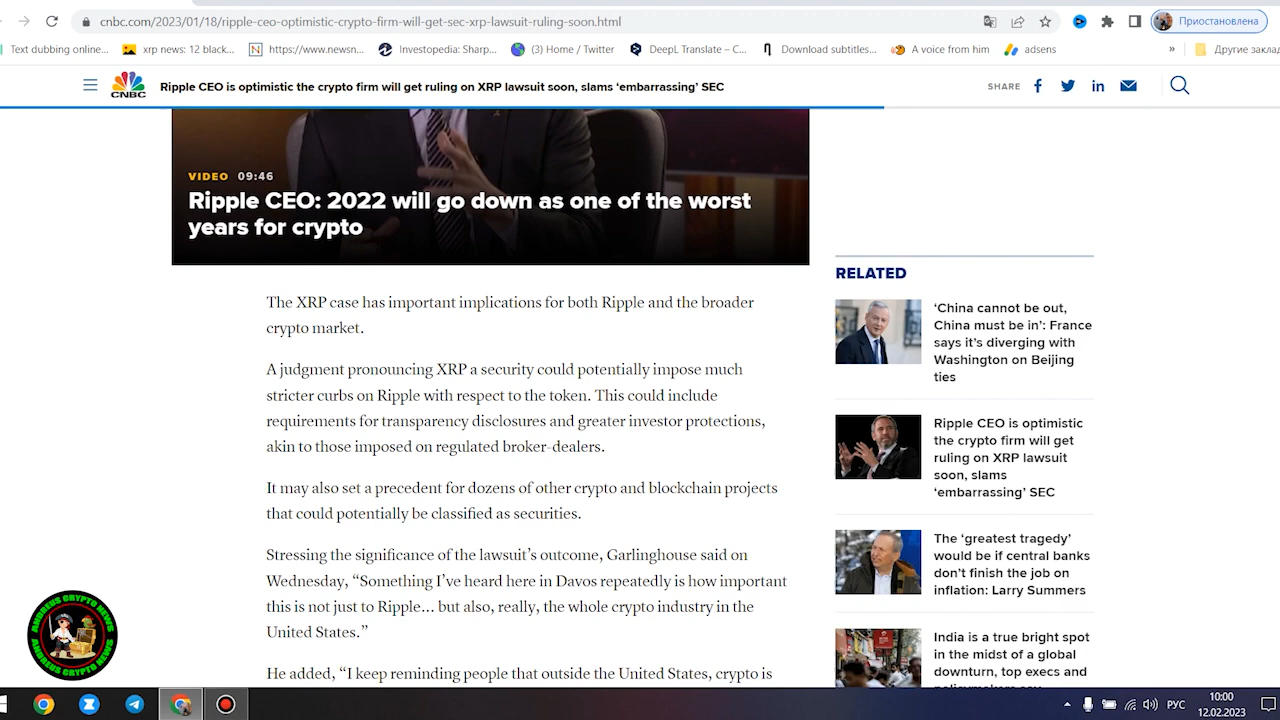 cnbc.com/2023/01/18/ripple-ceo-optimistic-crypto-firm-will-get-sec-xrp-lawsuit-ruling-soon.html
Приостановлена
Text dubbing online...
xrp news: 12 black...
https://www.newsn...
Investopedia: Sharp...
(3) Home / Twitter
DeepL Translate – C...
Download subtitles...
A voice from him
adsens
»
Другие закла
CNBC
Ripple CEO is optimistic the crypto firm will get ruling on XRP lawsuit soon, slams ‘embarrassing’ SEC
SHARE
VIDEO 09:46
Ripple CEO: 2022 will go down as one of the worst
years for crypto
The XRP case has important implications for both Ripple and the broader
crypto market.
A judgment pronouncing XRP a security could potentially impose much
stricter curbs on Ripple with respect to the token. This could include
requirements for transparency disclosures and greater investor protections,
akin to those imposed on regulated broker-dealers.
It may also set a precedent for dozens of other crypto and blockchain projects
that could potentially be classified as securities.
Stressing the significance of the lawsuit’s outcome, Garlinghouse said on
Wednesday, “Something I’ve heard here in Davos repeatedly is how important
this is not just to Ripple… but also, really, the whole crypto industry in the
United States.”
He added, “I keep reminding people that outside the United States, crypto is
RELATED
‘China cannot be out,
China must be in’: France
says it’s diverging with
Washington on Beijing
ties
Ripple CEO is optimistic
the crypto firm will get
ruling on XRP lawsuit
soon, slams
‘embarrassing’ SEC
The ‘greatest tragedy’
would be if central banks
don’t finish the job on
inflation: Larry Summers
India is a true bright spot
in the midst of a global
downturn, top execs and
ANDREUS CRYPTO NEWS
ANDREUS CRYPTO NEWS
РУС
10:00
12.02.2023